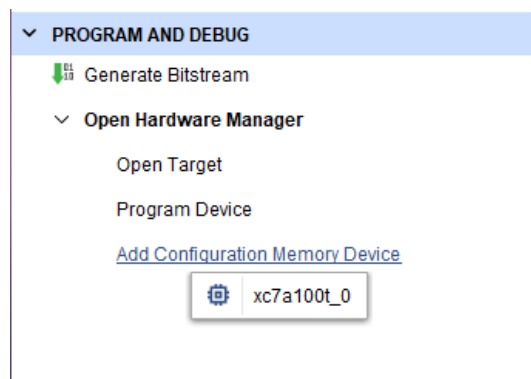 PROGRAM AND DEBUG
Generate Bitstream
Open Hardware Manager
Open Target
Program Device
Add Configuration Memory Device
xc7a100t_0